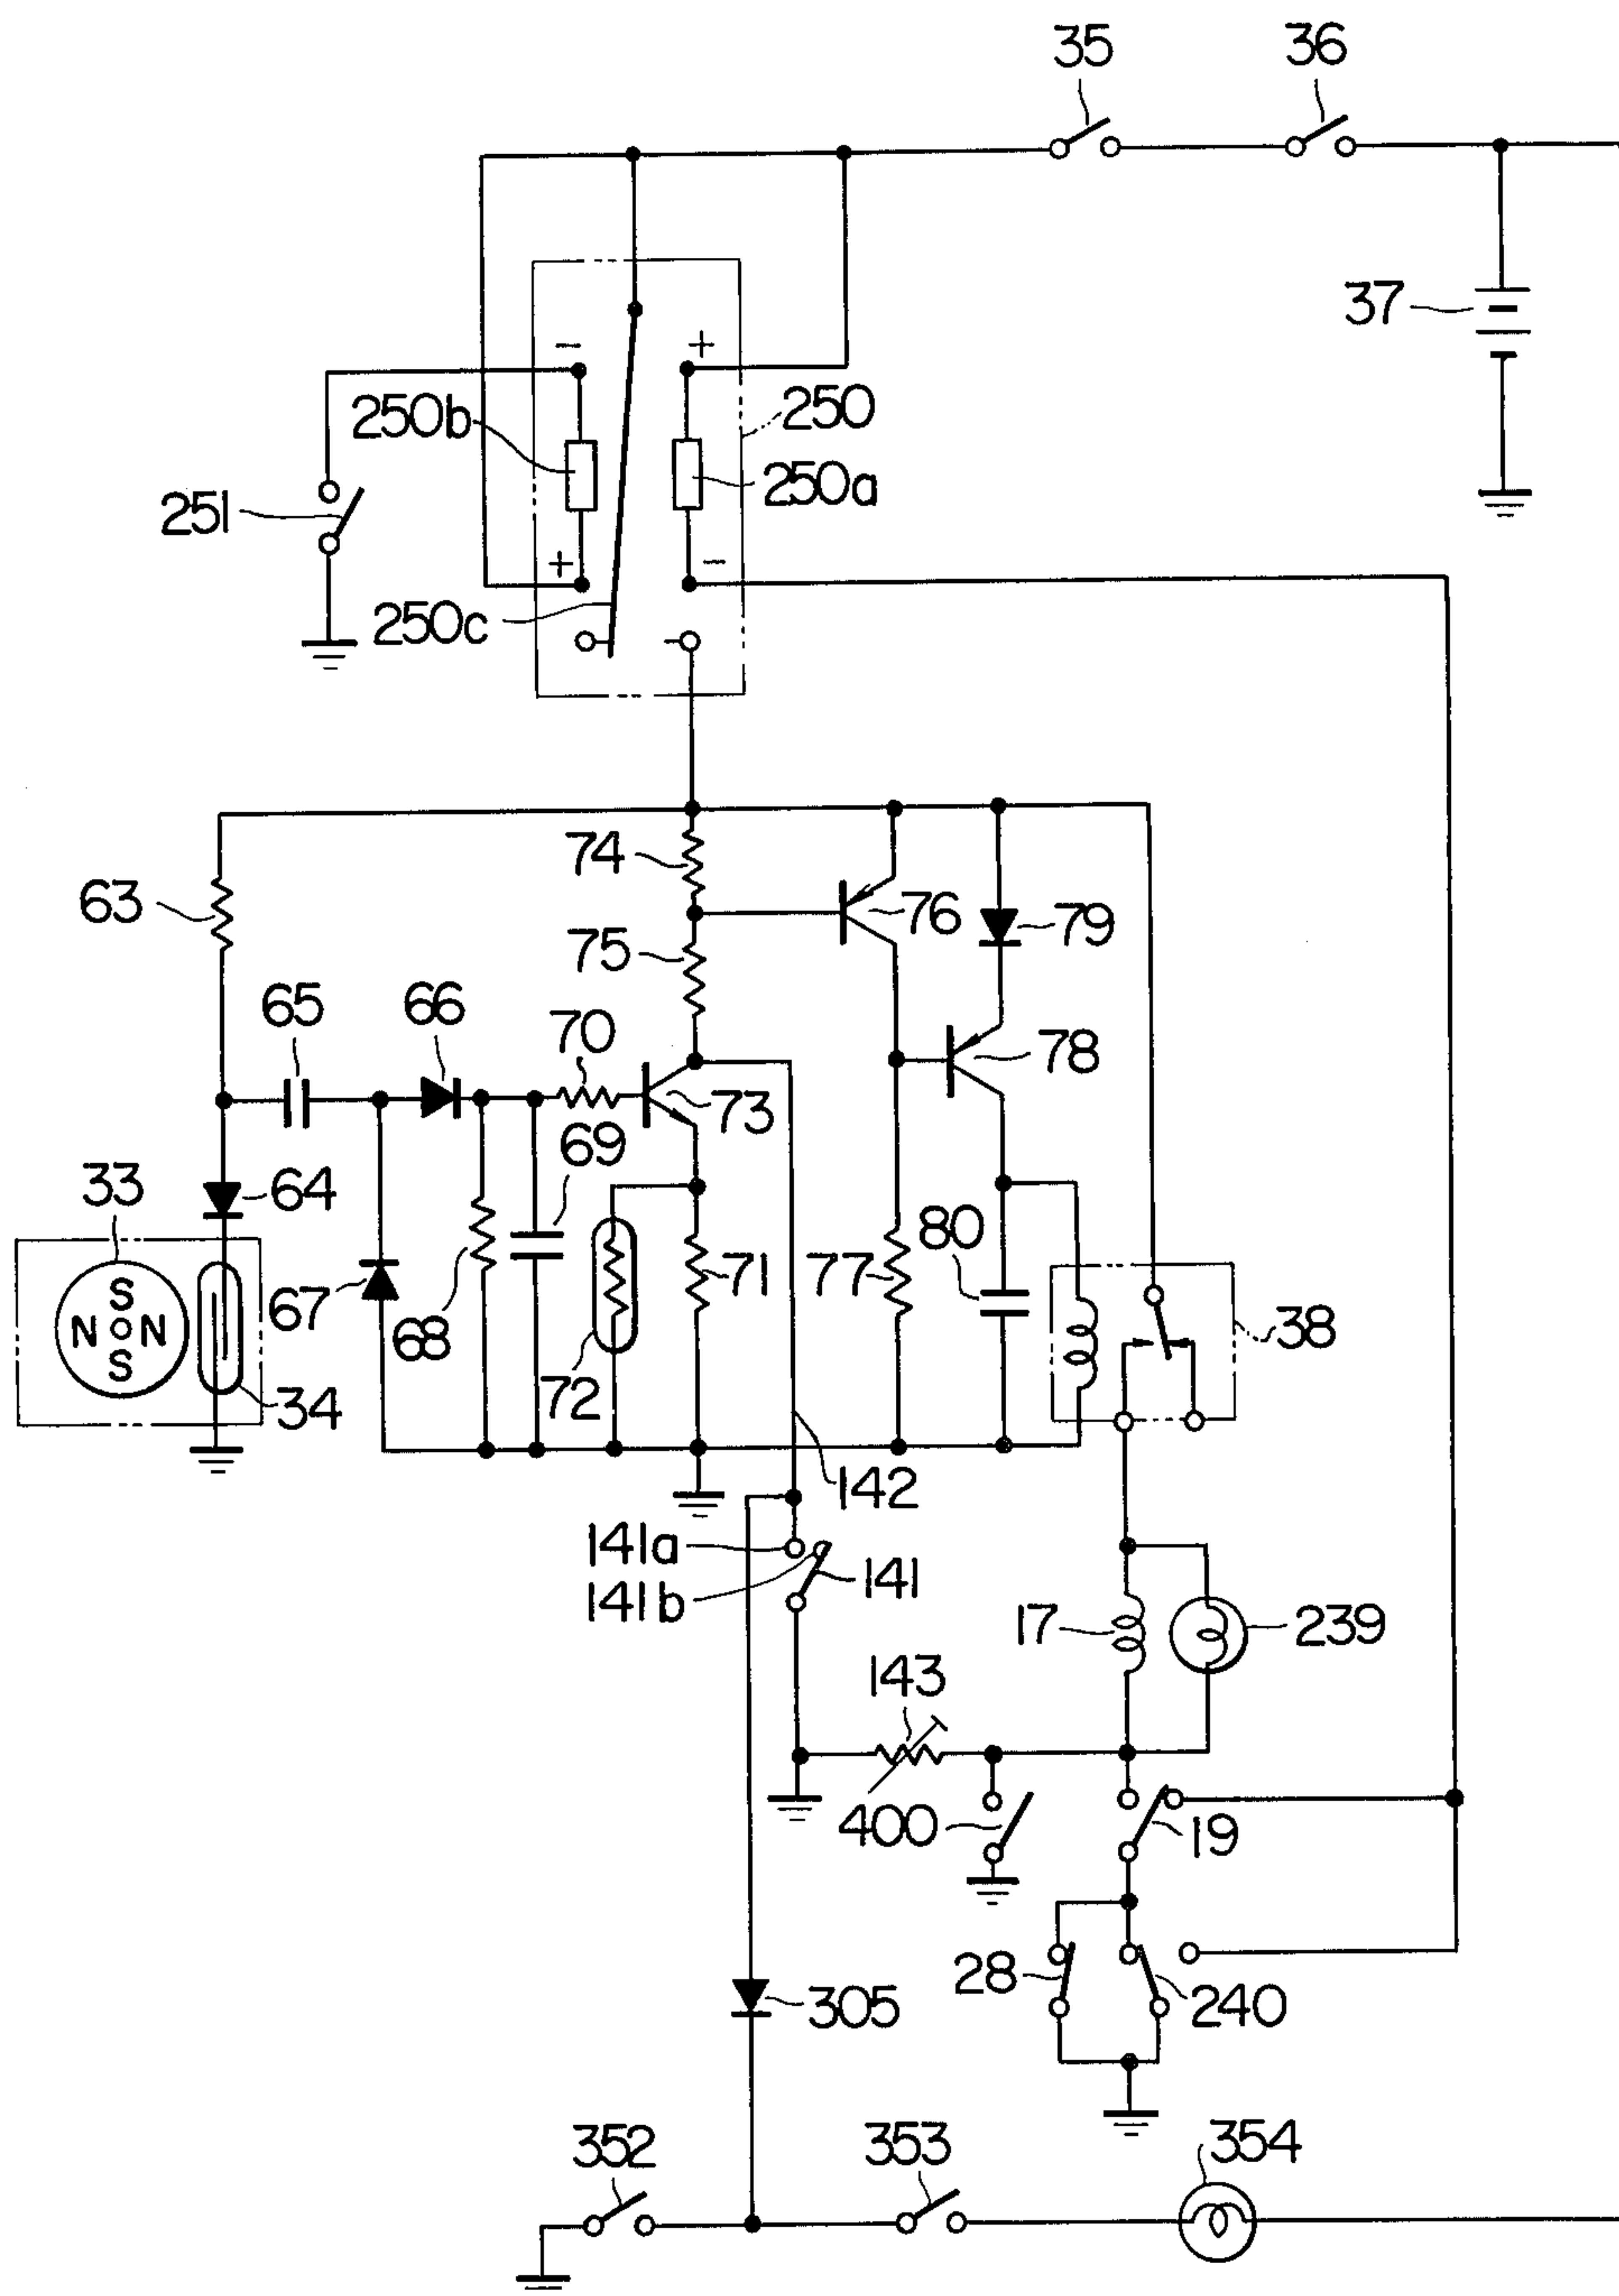 35 36
37
− +
250b 250
250a
251
+ −
250c
74
63 76 79
75
65 66 70 78
73
69
33 64
80
67 68 71 77 38
72
S
N N
S
34
142
141a
141
141b
17 239
143
400 19
28 240
305
352 353 354